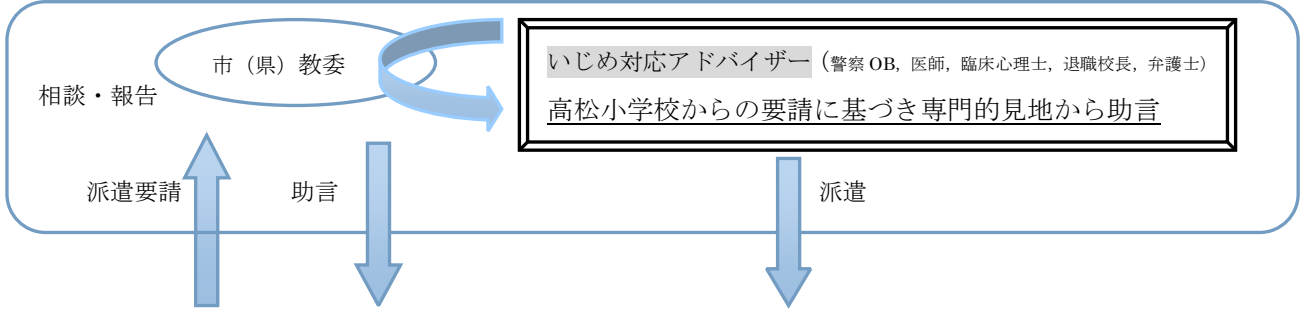 市（県）教委
いじめ対応アドバイザー（警察 OB，医師，臨床心理士，退職校長，弁護士）
高松小学校からの要請に基づき専門的見地から助言
相談・報告
派遣要請
助言
派遣